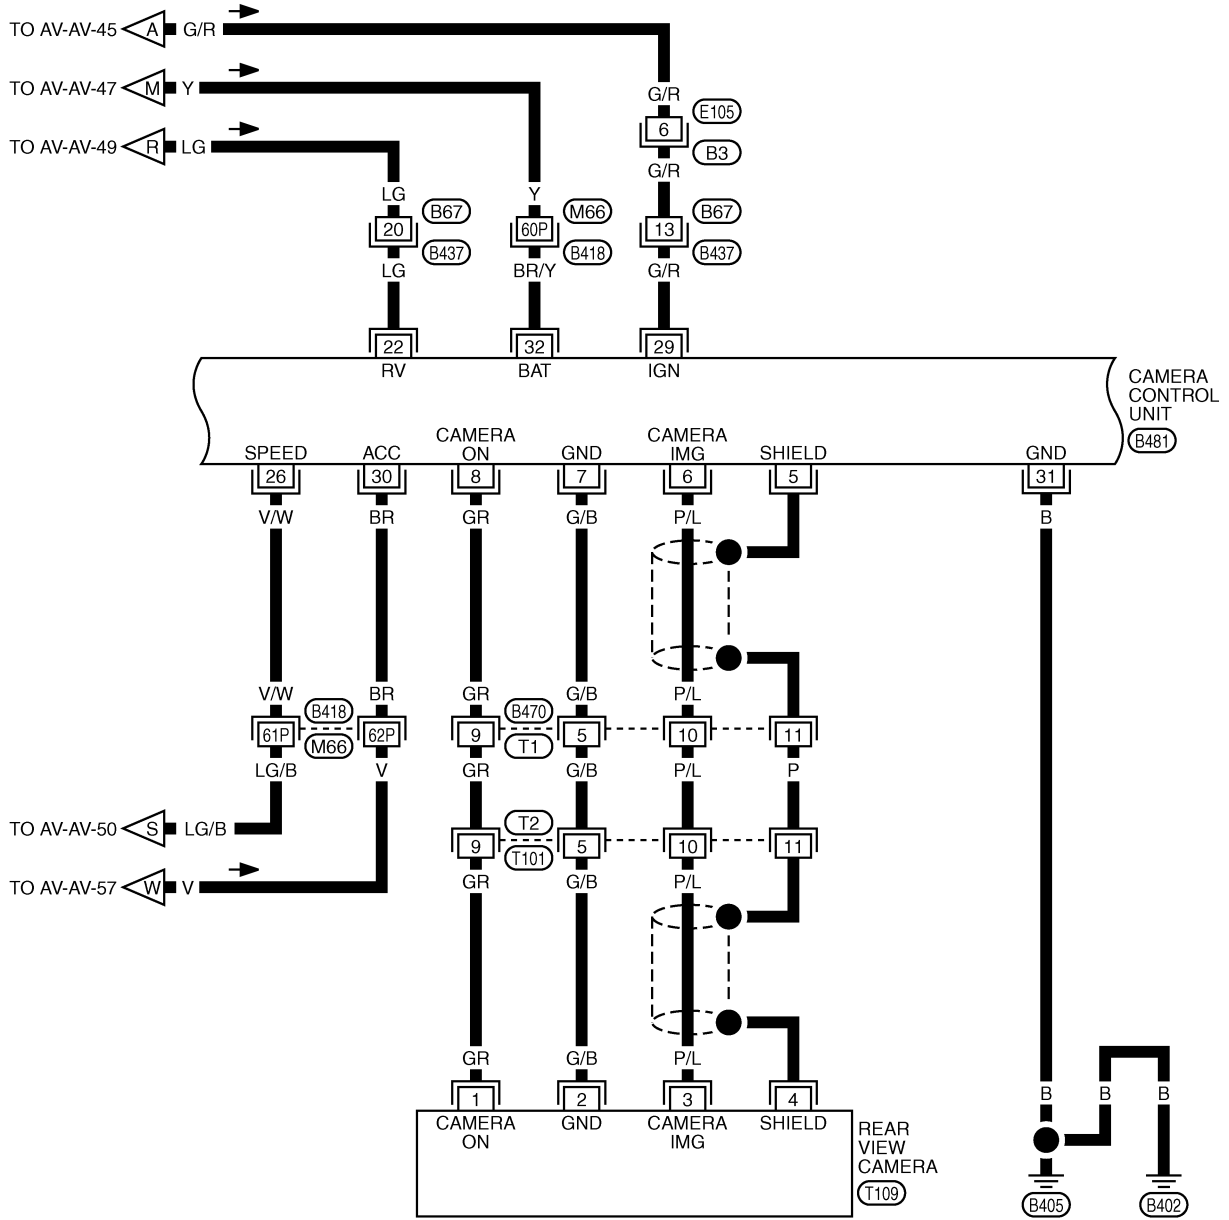 TO AV-AV-45 A G/R
TO AV-AV-47 M Y
TO AV-AV-49 R LG
G/R
E105
6
B3
G/R
LG Y
B67 M66 B67
20 60P 13
B437 B418 B437
LG BR/Y G/R
22 32 29
RV BAT IGN
CAMERA
CONTROL
UNIT
B481
SPEED ACC CAMERA
ON GND CAMERA
IMG SHIELD GND
26 30 8 7 6 5 31
V/W BR GR G/B P/L B
V/W BR GR G/B P/L
B418 B470
61P 62P 9 5 10 11
M66 T1
LG/B V GR G/B P/L P
TO AV-AV-50 S LG/B
T2
9 5 10 11
T101
TO AV-AV-57 W V
GR G/B P/L
GR G/B P/L
1 2 3 4
B B B
CAMERA
ON GND CAMERA
IMG SHIELD
REAR
VIEW
CAMERA
T109
B405 B402